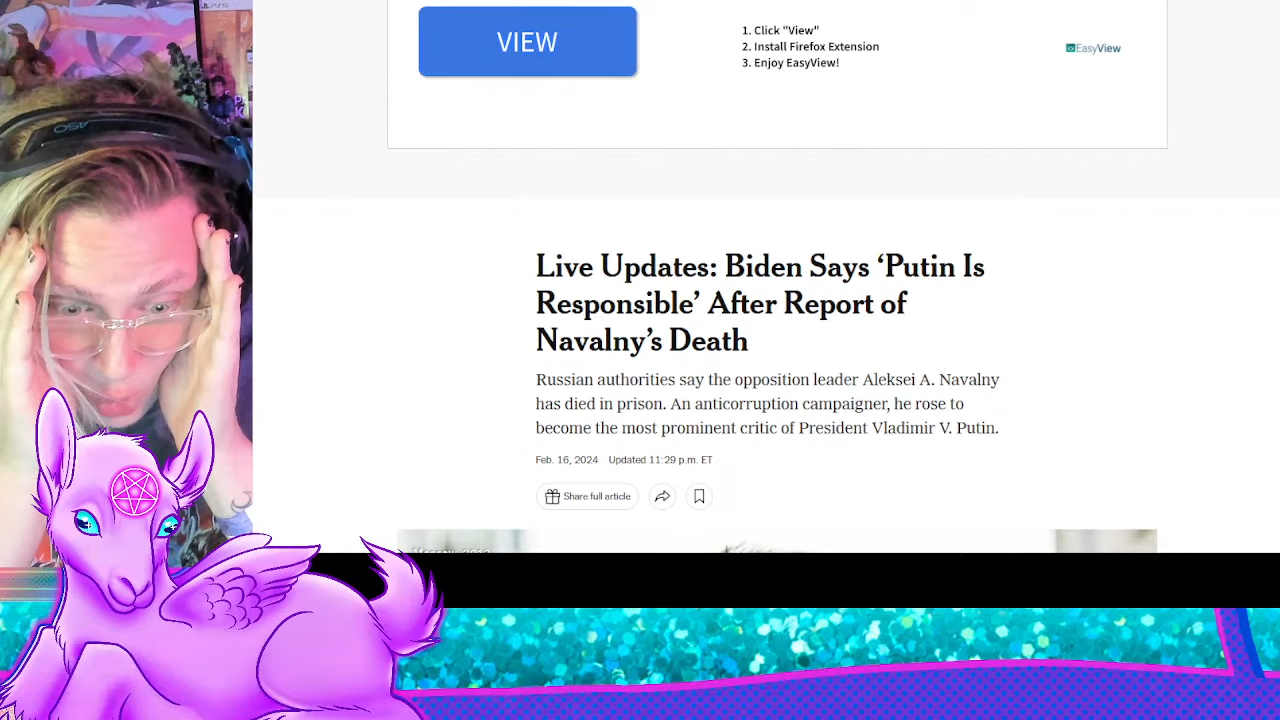 VIEW
1. Click "View"
2. Install Firefox Extension
3. Enjoy EasyView!
EasyView
Live Updates: Biden Says ‘Putin Is
Responsible’ After Report of
Navalny’s Death
Russian authorities say the opposition leader Aleksei A. Navalny
has died in prison. An anticorruption campaigner, he rose to
become the most prominent critic of President Vladimir V. Putin.
Feb. 16, 2024 Updated 11:29 p.m. ET
Share full article